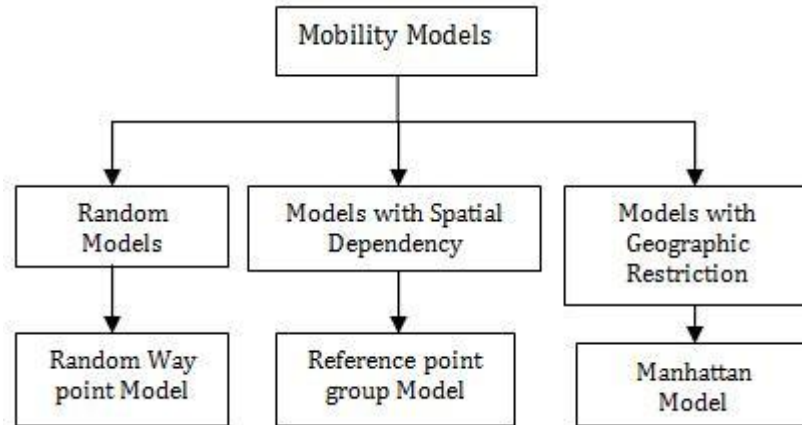 Mobility Models
Random
Models
Models with Spatial
Dependency
Models with
Geographic
Restriction
Random Way
point Model
Reference point
group Model
Manhattan
Model